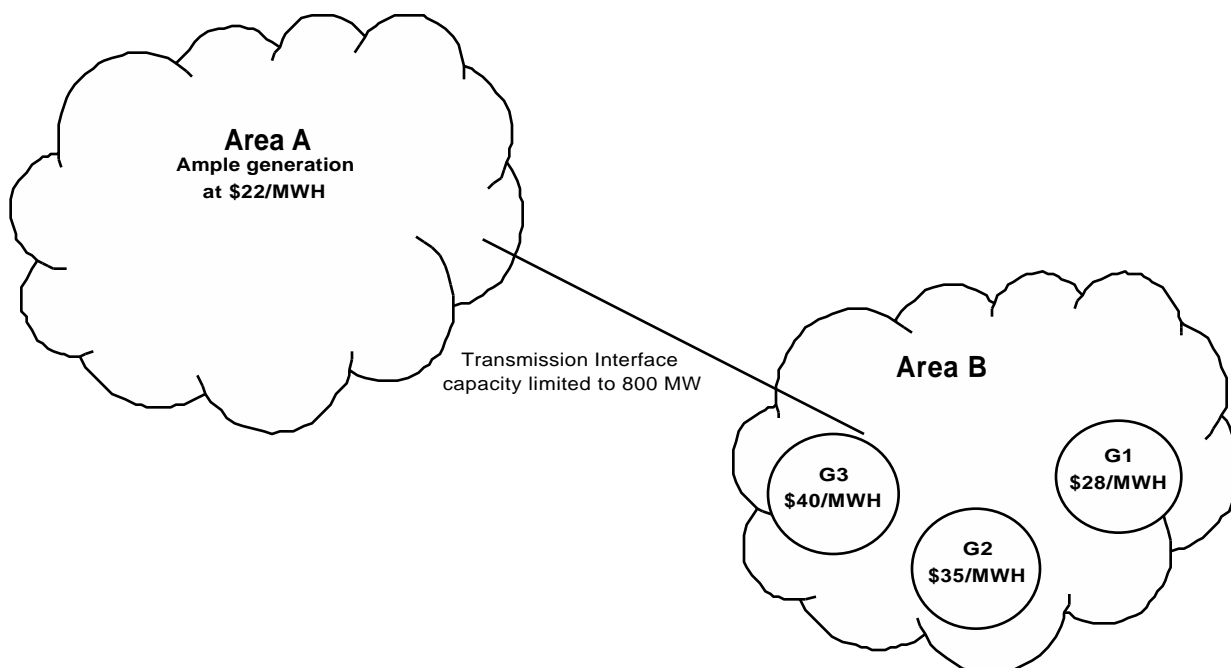 Area A
Ample generation
at $22/MWH
Transmission Interface
capacity limited to 800 MW
Area B
G3
$40/MWH
G1
$28/MWH
G2
$35/MWH